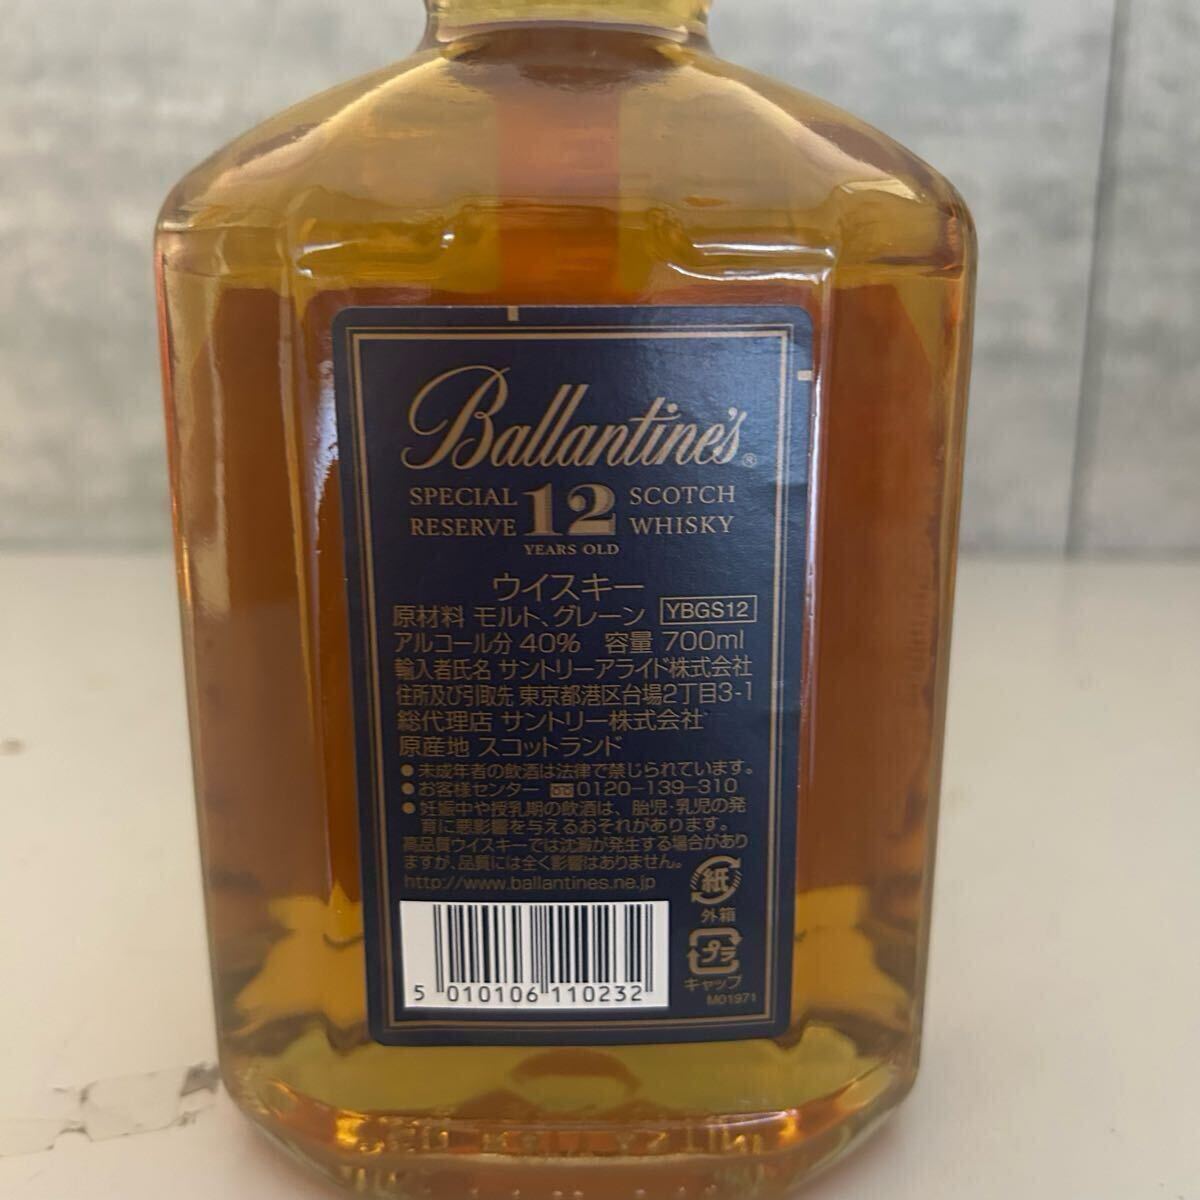 Ballantine's®
SPECIAL RESERVE 12 YEARS OLD SCOTCH WHISKY
ウイスキー
原材料 モルト、グレーン YBGS12
アルコール分 40% 容量 700ml
輸入者氏名 サントリーアライド株式会社
住所及び引取先 東京都港区台場2丁目3-1
総代理店 サントリー株式会社
原産地 スコットランド
●未成年者の飲酒は法律で禁じられています。
●お客様センター 0120-139-310
●妊娠中や授乳期の飲酒は、胎児・乳児の発
育に悪影響を与えるおそれがあります。
高品質ウイスキーでは沈澱が発生する場合があり
ますが、品質には全く影響はありません。
http://www.ballantines.ne.jp
紙
外箱
プラ
キャップ
M01971
5 010106 110232